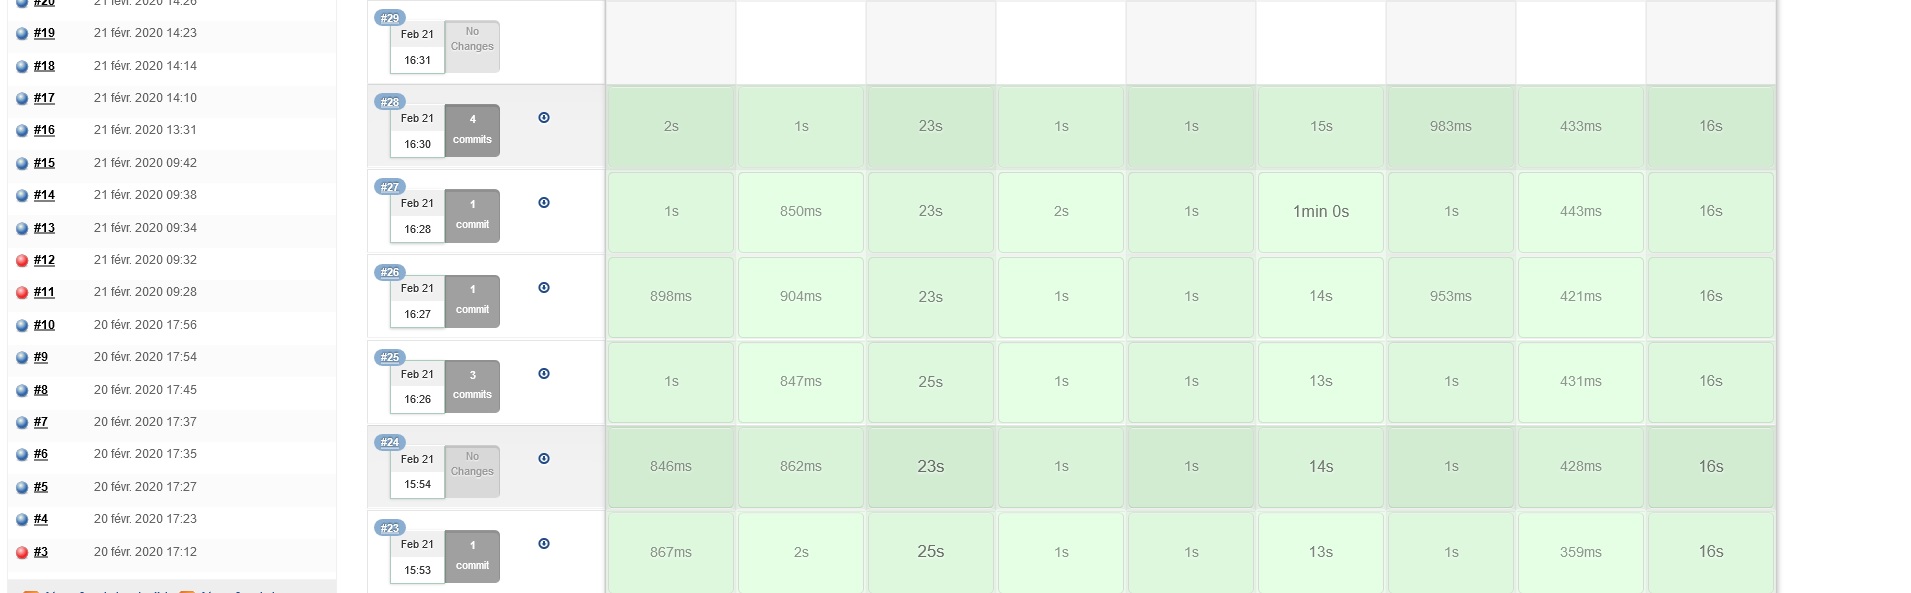 #20 21 févr. 2020 14:26
#19 21 févr. 2020 14:23
#18 21 févr. 2020 14:14
#17 21 févr. 2020 14:10
#16 21 févr. 2020 13:31
#15 21 févr. 2020 09:42
#14 21 févr. 2020 09:38
#13 21 févr. 2020 09:34
#12 21 févr. 2020 09:32
#11 21 févr. 2020 09:28
#10 20 févr. 2020 17:56
#9 20 févr. 2020 17:54
#8 20 févr. 2020 17:45
#7 20 févr. 2020 17:37
#6 20 févr. 2020 17:35
#5 20 févr. 2020 17:27
#4 20 févr. 2020 17:23
#3 20 févr. 2020 17:12
#29
Feb 21 No
Changes
16:31
#28
Feb 21 4
16:30 commits
2s 1s 23s 1s 1s 15s 983ms 433ms 16s
#27
Feb 21 1
16:28 commit
1s 850ms 23s 2s 1s 1min 0s 1s 443ms 16s
#26
Feb 21 1
16:27 commit
898ms 904ms 23s 1s 1s 14s 953ms 421ms 16s
#25
Feb 21 3
16:26 commits
1s 847ms 25s 1s 1s 13s 1s 431ms 16s
#24
Feb 21 No
Changes
15:54
846ms 862ms 23s 1s 1s 14s 1s 428ms 16s
#23
Feb 21 1
15:53 commit
867ms 2s 25s 1s 1s 13s 1s 359ms 16s